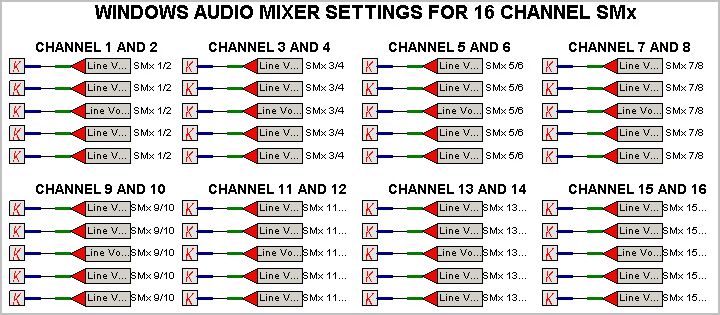 WINDOWS AUDIO MIXER SETTINGS FOR 16 CHANNEL SMx
CHANNEL 1 AND 2 CHANNEL 3 AND 4 CHANNEL 5 AND 6 CHANNEL 7 AND 8
K Line V... SMx 1/2 K Line V... SMx 3/4 K Line V... SMx 5/6 K Line V... SMx 7/8
K Line V... SMx 1/2 K Line V... SMx 3/4 K Line V... SMx 5/6 K Line V... SMx 7/8
K Line Vo... SMx 1/2 K Line Vo... SMx 3/4 K Line Vo... SMx 5/6 K Line Vo... SMx 7/8
K Line V... SMx 1/2 K Line V... SMx 3/4 K Line V... SMx 5/6 K Line V... SMx 7/8
K Line V... SMx 1/2 K Line V... SMx 3/4 K Line V... SMx 5/6 K Line V... SMx 7/8
CHANNEL 9 AND 10 CHANNEL 11 AND 12 CHANNEL 13 AND 14 CHANNEL 15 AND 16
K Line V... SMx 9/10 K Line V... SMx 11... K Line V... SMx 13... K Line V... SMx 15...
K Line V... SMx 9/10 K Line V... SMx 11... K Line V... SMx 13... K Line V... SMx 15...
K Line Vo... SMx 9/10 K Line Vo... SMx 11... K Line Vo... SMx 13... K Line Vo... SMx 15...
K Line V... SMx 9/10 K Line V... SMx 11... K Line V... SMx 13... K Line V... SMx 15...
K Line V... SMx 9/10 K Line V... SMx 11... K Line V... SMx 13... K Line V... SMx 15...